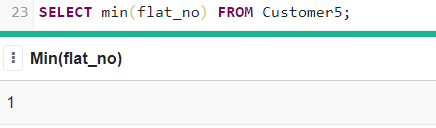 23 SELECT min(flat_no) FROM Customer5;
Min(flat_no)
1